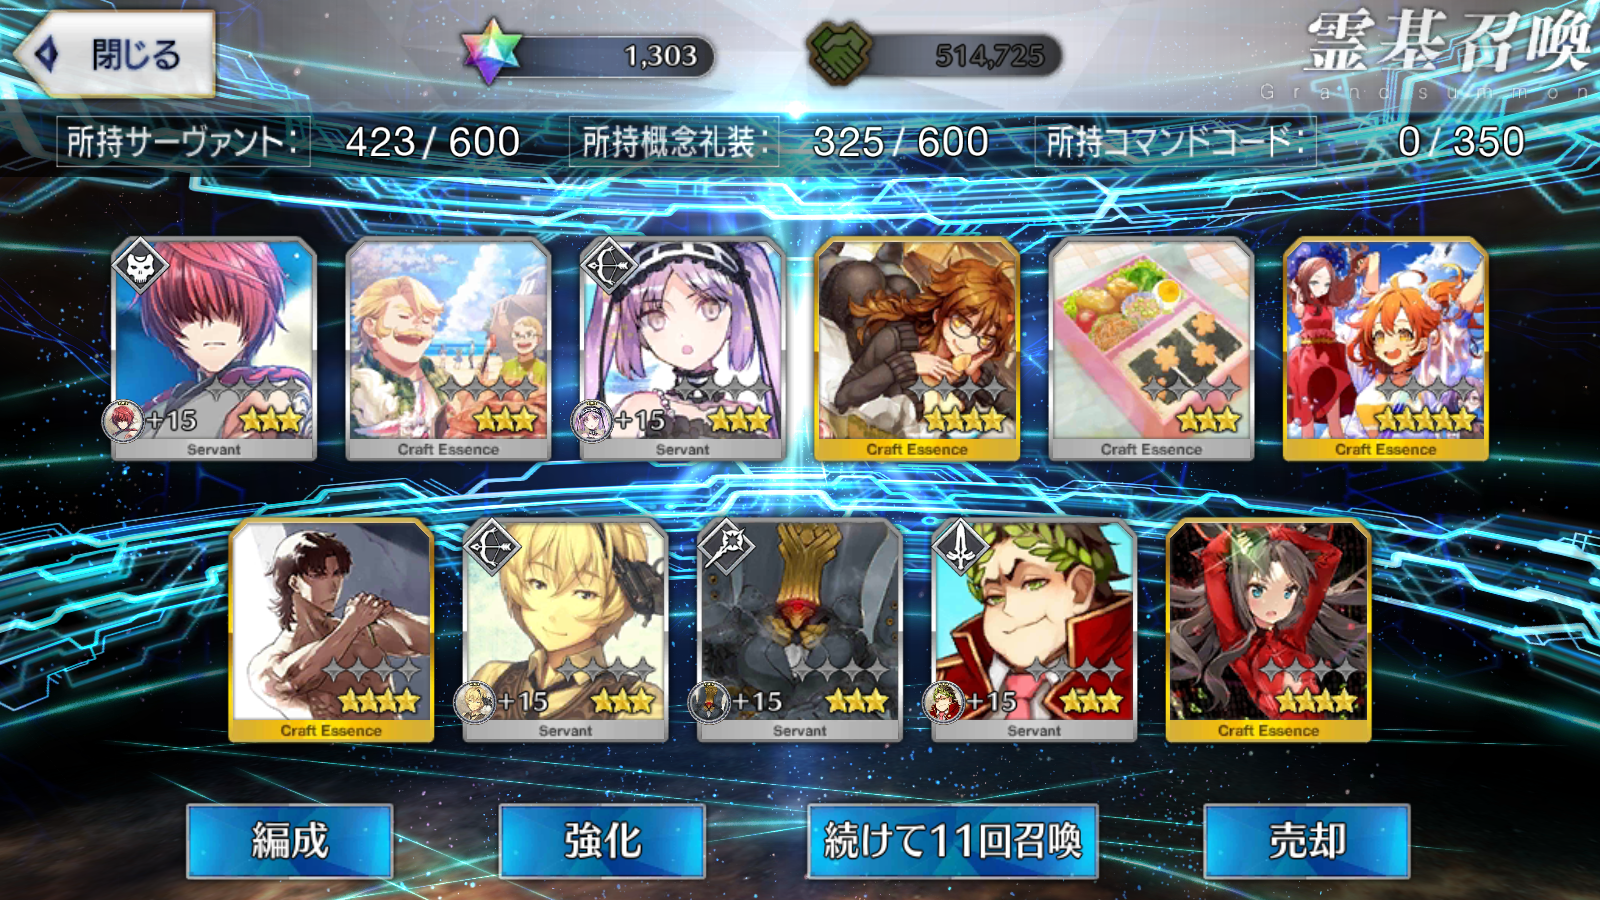 閉じる
1,303
514,725
霊基召喚
Grand summon
所持サーヴァント: 423 / 600
所持概念礼装: 325 / 600
所持コマンドコード: 0 / 350
+15
Servant
Craft Essence
+15
Servant
Craft Essence
Craft Essence
Craft Essence
Craft Essence
+15
Servant
+15
Servant
+15
Servant
Craft Essence
編成
強化
続けて11回召喚
売却